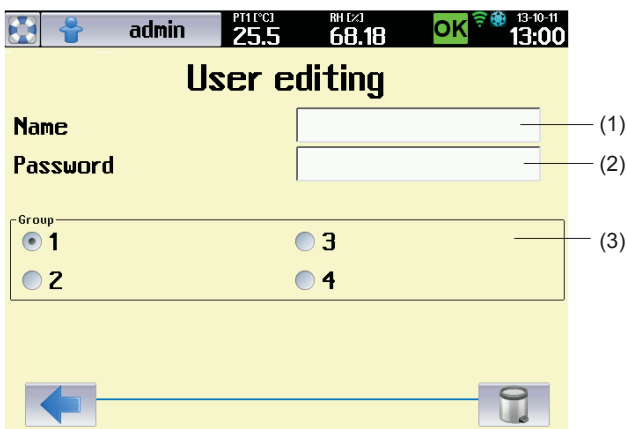 admin PT1 [°C] 25.5 RH [%] 68.18 OK 13-10-11 13:00
User editing
Name (1)
Password (2)
Group
1 3 (3)
2 4